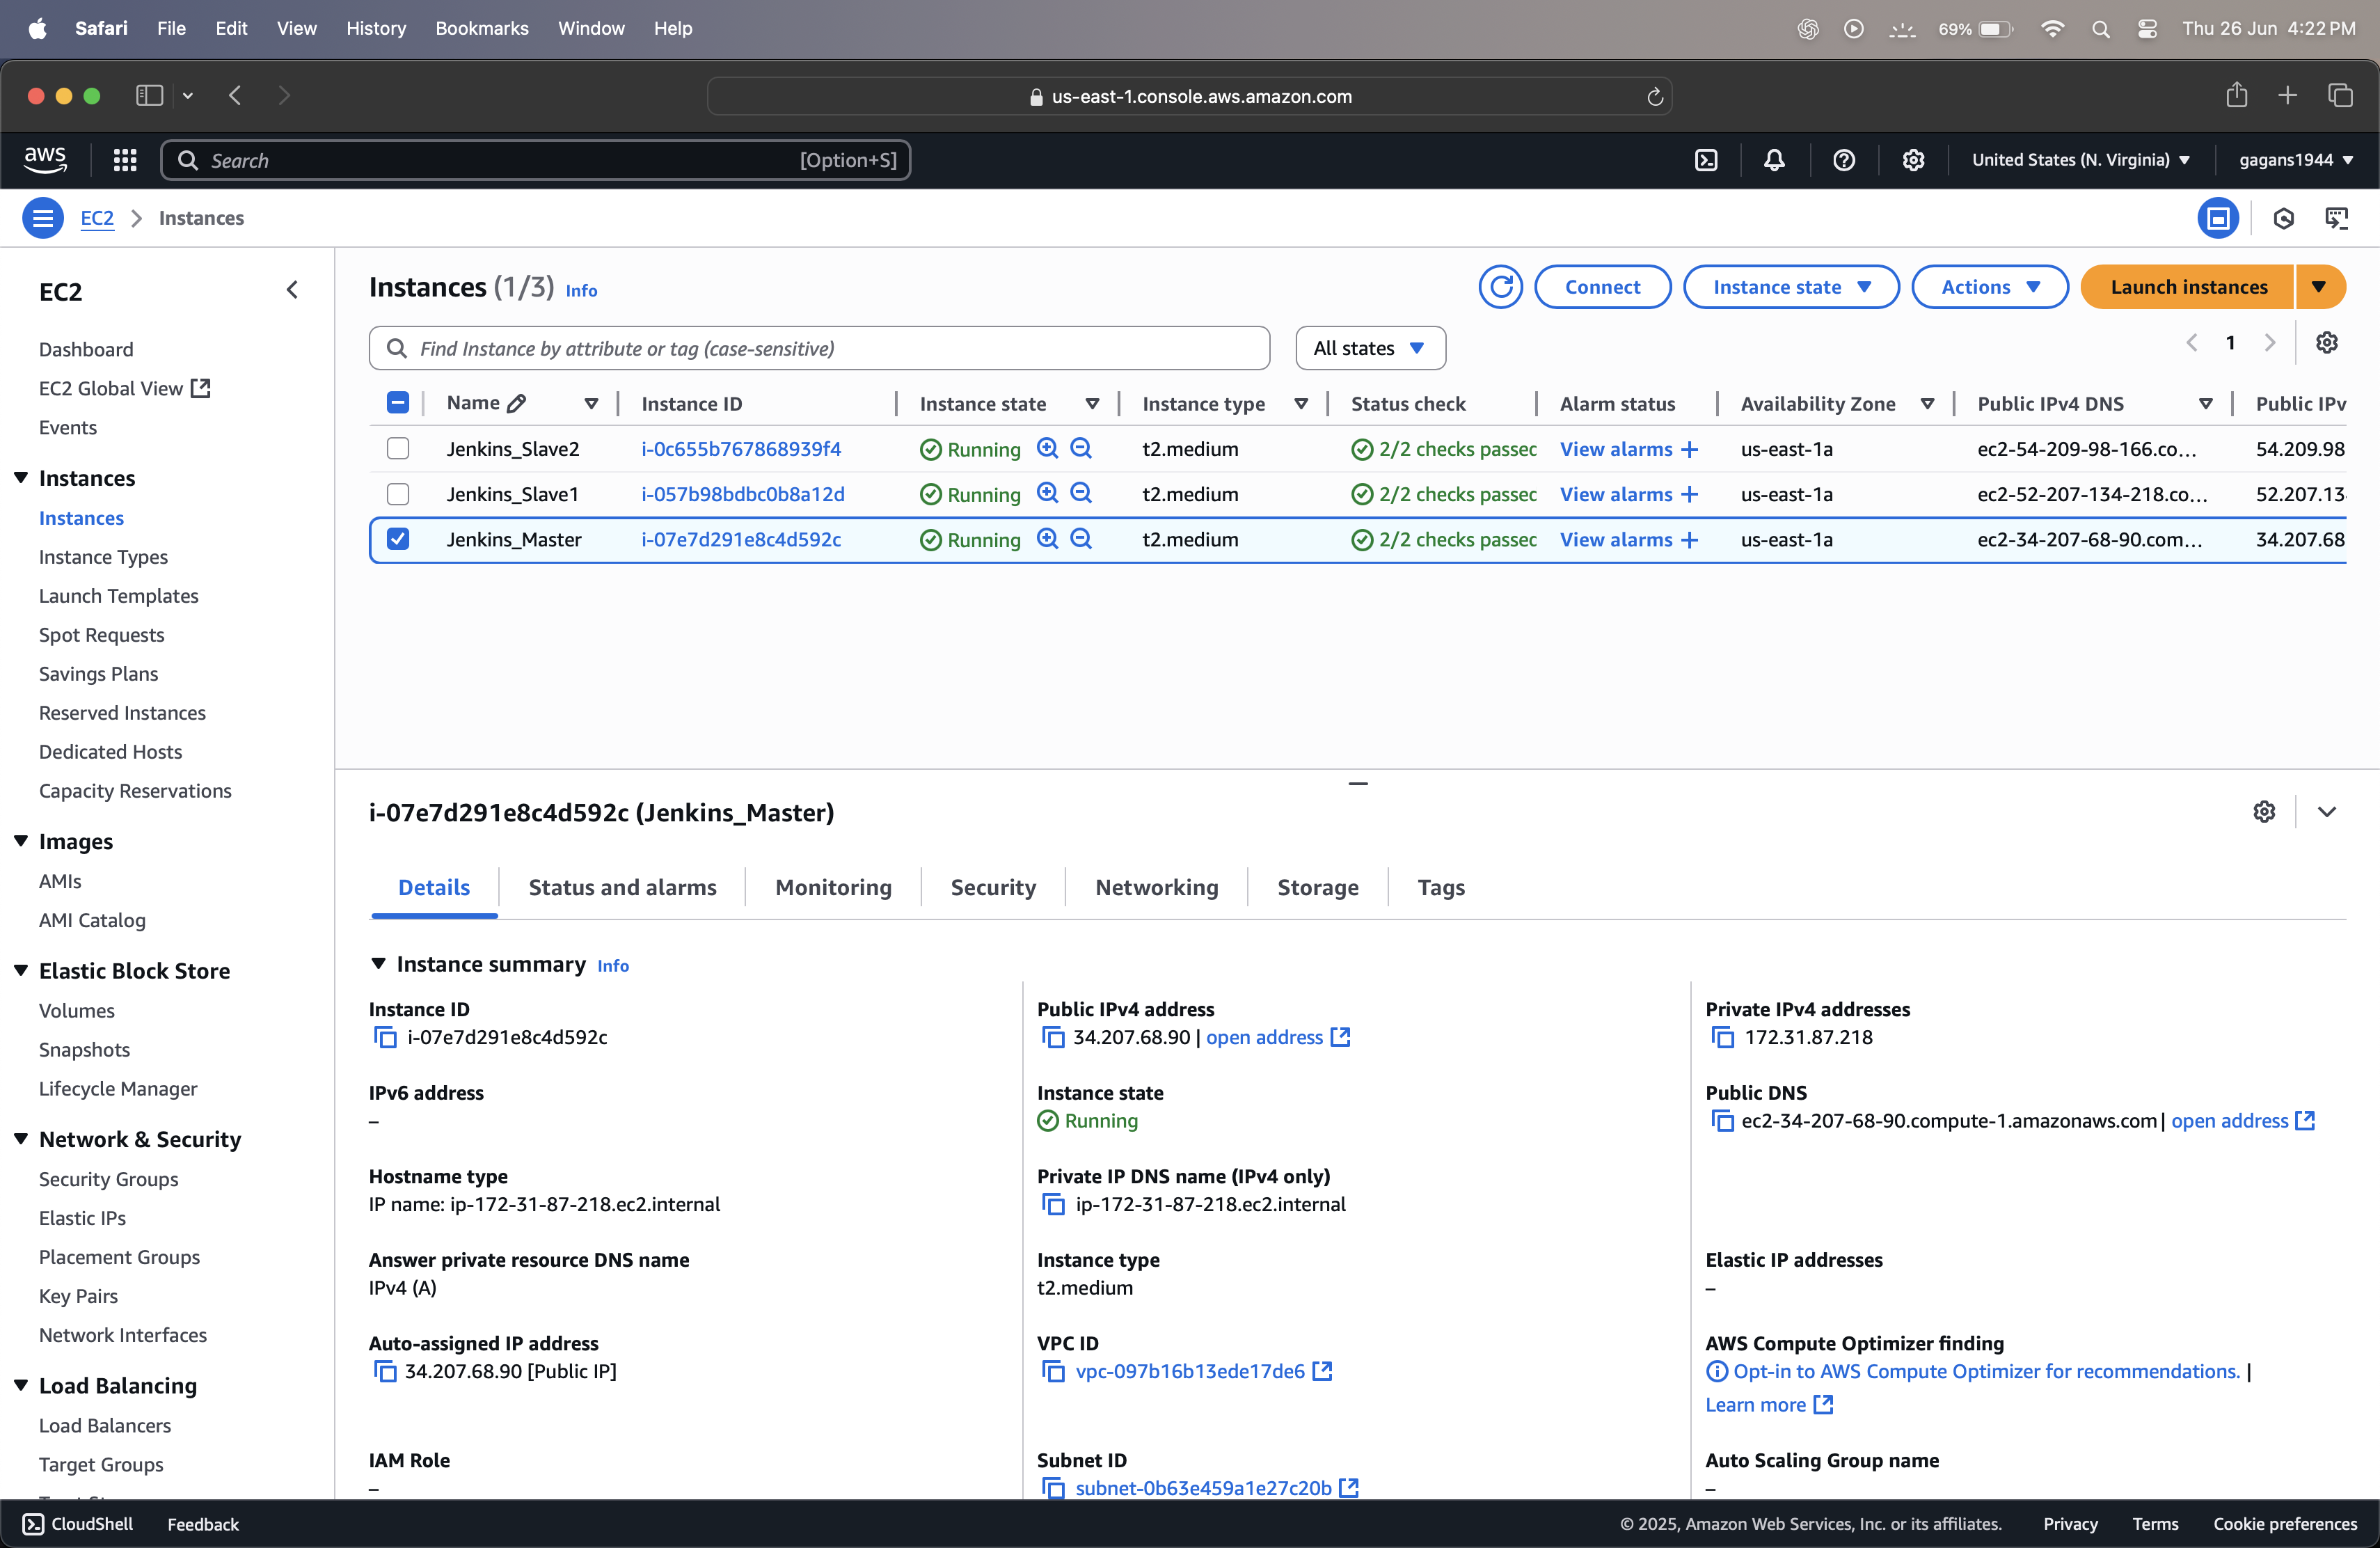 Safari File Edit View History Bookmarks Window Help 69% Thu 26 Jun 4:22 PM
us-east-1.console.aws.amazon.com
aws Search [Option+S] United States (N. Virginia) gagans1944
EC2 Instances
EC2
Dashboard
EC2 Global View
Events
Instances
Instances
Instance Types
Launch Templates
Spot Requests
Savings Plans
Reserved Instances
Dedicated Hosts
Capacity Reservations
Images
AMIs
AMI Catalog
Elastic Block Store
Volumes
Snapshots
Lifecycle Manager
Network & Security
Security Groups
Elastic IPs
Placement Groups
Key Pairs
Network Interfaces
Load Balancing
Load Balancers
Target Groups
Instances (1/3) Info Connect Instance state Actions Launch instances
Find Instance by attribute or tag (case-sensitive) All states 1
Name Instance ID Instance state Instance type Status check Alarm status Availability Zone Public IPv4 DNS Public IPv
Jenkins_Slave2 i-0c655b767868939f4 Running t2.medium 2/2 checks passec View alarms + us-east-1a ec2-54-209-98-166.co... 54.209.98
Jenkins_Slave1 i-057b98bdbc0b8a12d Running t2.medium 2/2 checks passec View alarms + us-east-1a ec2-52-207-134-218.co... 52.207.13
Jenkins_Master i-07e7d291e8c4d592c Running t2.medium 2/2 checks passec View alarms + us-east-1a ec2-34-207-68-90.com... 34.207.68
i-07e7d291e8c4d592c (Jenkins_Master)
Details Status and alarms Monitoring Security Networking Storage Tags
Instance summary Info
Instance ID
i-07e7d291e8c4d592c
IPv6 address
–
Hostname type
IP name: ip-172-31-87-218.ec2.internal
Answer private resource DNS name
IPv4 (A)
Auto-assigned IP address
34.207.68.90 [Public IP]
IAM Role
–
Public IPv4 address
34.207.68.90 | open address
Instance state
Running
Private IP DNS name (IPv4 only)
ip-172-31-87-218.ec2.internal
Instance type
t2.medium
VPC ID
vpc-097b16b13ede17de6
Subnet ID
subnet-0b63e459a1e27c20b
Private IPv4 addresses
172.31.87.218
Public DNS
ec2-34-207-68-90.compute-1.amazonaws.com | open address
Elastic IP addresses
–
AWS Compute Optimizer finding
Opt-in to AWS Compute Optimizer for recommendations. |
Learn more
Auto Scaling Group name
–
CloudShell Feedback © 2025, Amazon Web Services, Inc. or its affiliates. Privacy Terms Cookie preferences